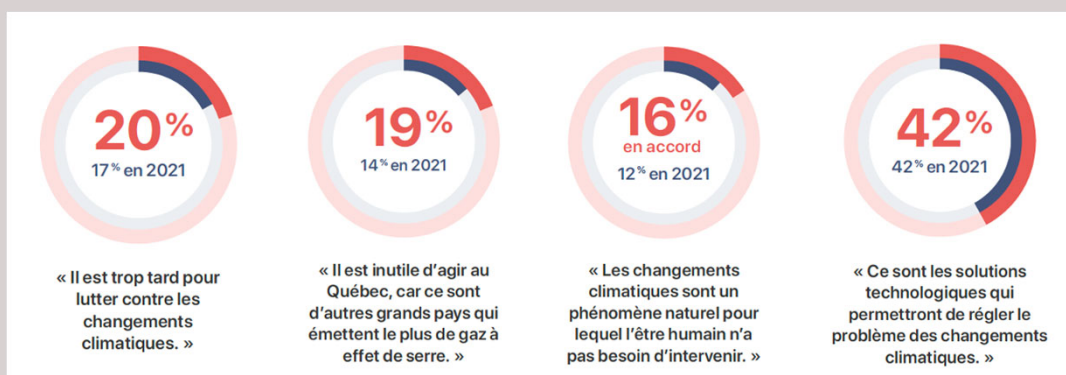 20%
17% en 2021
« Il est trop tard pour
lutter contre les
changements
climatiques. »
19%
14% en 2021
« Il est inutile d’agir au
Québec, car ce sont
d’autres grands pays qui
émettent le plus de gaz à
effet de serre. »
16%
en accord
12% en 2021
« Les changements
climatiques sont un
phénomène naturel pour
lequel l’être humain n’a
pas besoin d’intervenir. »
42%
42% en 2021
« Ce sont les solutions
technologiques qui
permettront de régler le
problème des changements
climatiques. »